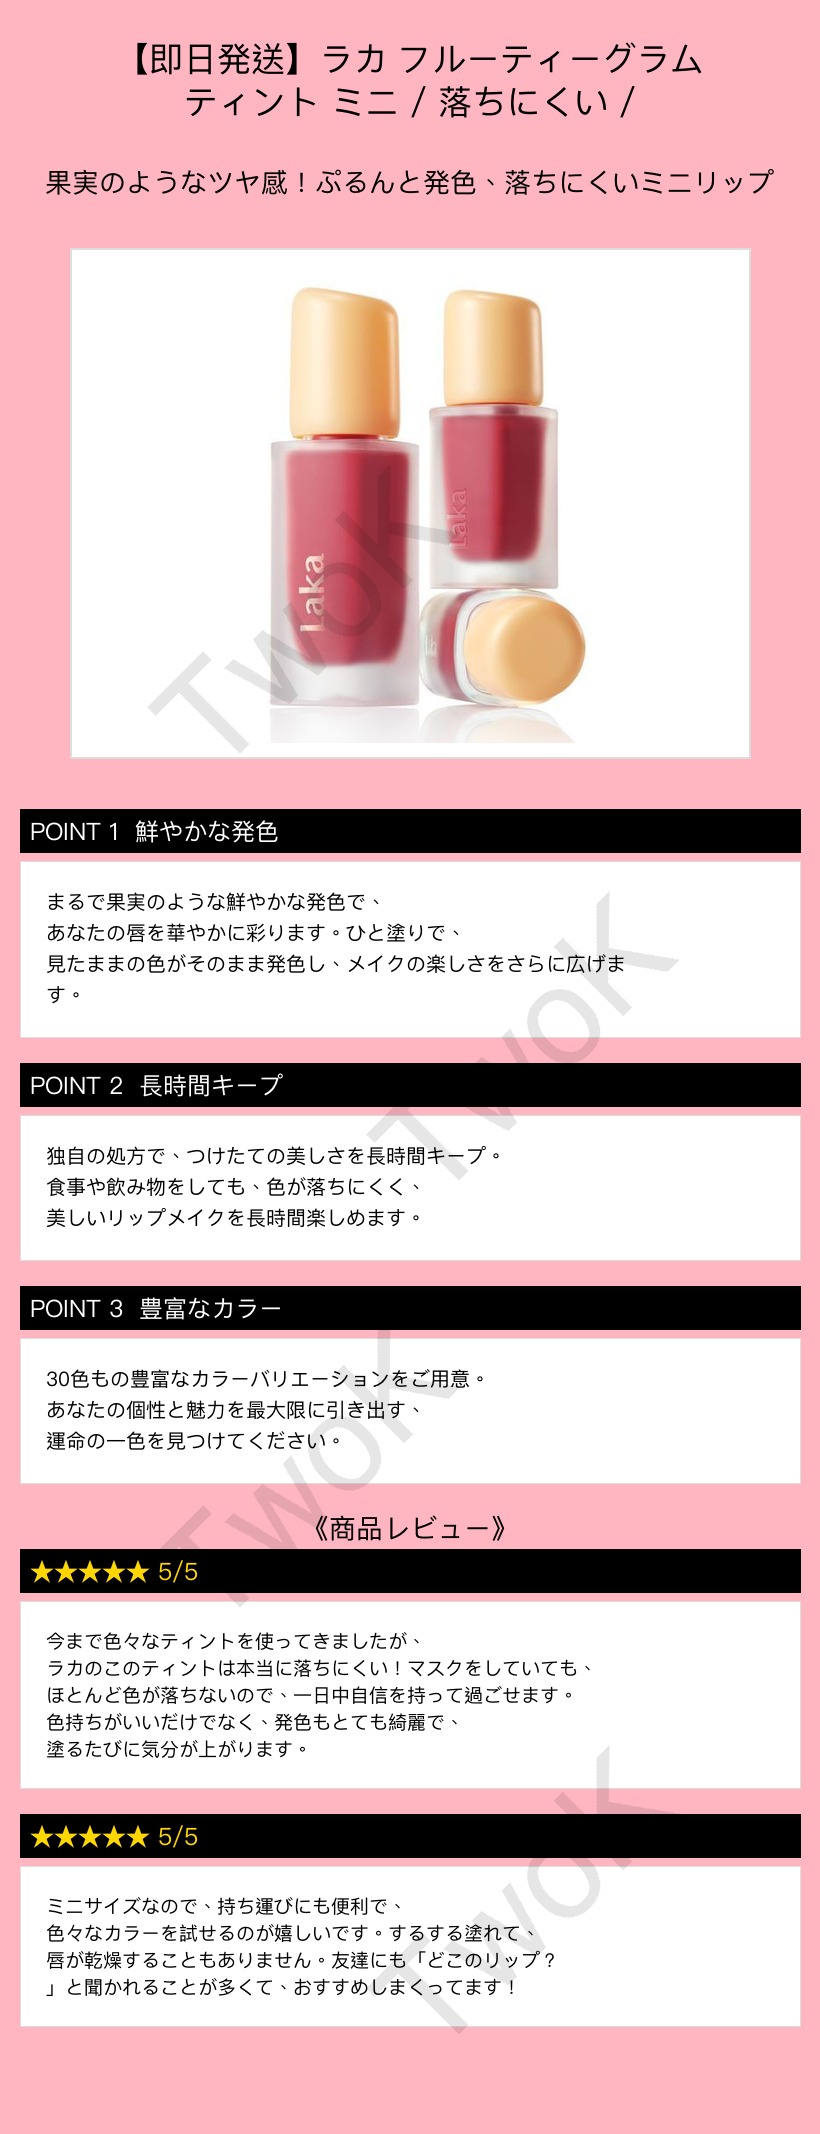 【即日発送】ラカ フルーティーグラム
ティント ミニ / 落ちにくい /
果実のようなツヤ感！ぷるんと発色、落ちにくいミニリップ
Laka
Laka
TwoK
POINT 1 鮮やかな発色
まるで果実のような鮮やかな発色で、
あなたの唇を華やかに彩ります。ひと塗りで、
見たままの色がそのまま発色し、メイクの楽しさをさらに広げま
す。
TwoK
POINT 2 長時間キープ
独自の処方で、つけたての美しさを長時間キープ。
食事や飲み物をしても、色が落ちにくく、
美しいリップメイクを長時間楽しめます。
POINT 3 豊富なカラー
30色もの豊富なカラーバリエーションをご用意。
あなたの個性と魅力を最大限に引き出す、
運命の一色を見つけてください。
TwoK
《商品レビュー》
★★★★★ 5/5
今まで色々なティントを使ってきましたが、
ラカのこのティントは本当に落ちにくい！マスクをしていても、
ほとんど色が落ちないので、一日中自信を持って過ごせます。
色持ちがいいだけでなく、発色もとても綺麗で、
塗るたびに気分が上がります。
★★★★★ 5/5
ミニサイズなので、持ち運びにも便利で、
色々なカラーを試せるのが嬉しいです。するする塗れて、
唇が乾燥することもありません。友達にも「どこのリップ？
」と聞かれることが多くて、おすすめしまくってます！
TwoK